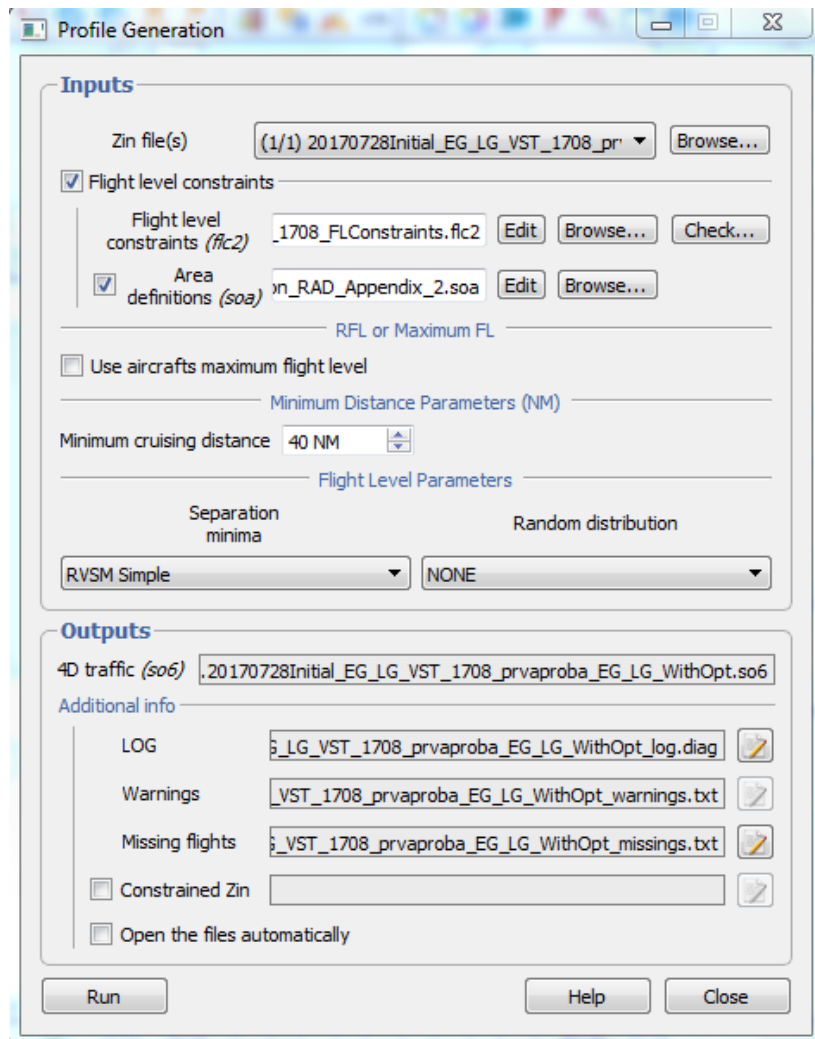 Profile Generation
Inputs
Zin file(s) (1/1) 20170728Initial_EG_LG_VST_1708_pr Browse...
Flight level constraints
Flight level
constraints (flc2) _1708_FLConstraints.flc2 Edit Browse... Check...
Area
definitions (soa) on_RAD_Appendix_2.soa Edit Browse...
RFL or Maximum FL
Use aircrafts maximum flight level
Minimum Distance Parameters (NM)
Minimum cruising distance 40 NM
Flight Level Parameters
Separation
minima
Random distribution
RVSM Simple NONE
Outputs
4D traffic (so6) .20170728Initial_EG_LG_VST_1708_prvaproba_EG_LG_WithOpt.so6
Additional info
LOG G_LG_VST_1708_prvaproba_EG_LG_WithOpt_log.diag
Warnings _VST_1708_prvaproba_EG_LG_WithOpt_warnings.txt
Missing flights G_VST_1708_prvaproba_EG_LG_WithOpt_missings.txt
Constrained Zin
Open the files automatically
Run Help Close